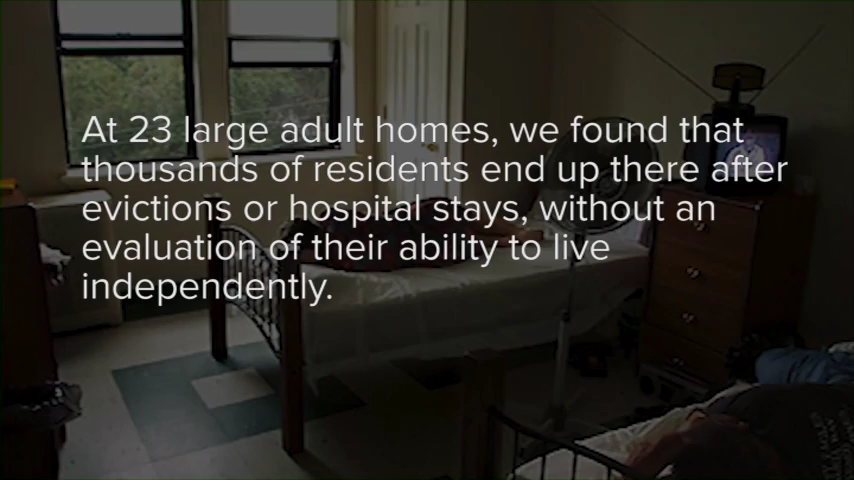 At 23 large adult homes, we found that
thousands of residents end up there after
evictions or hospital stays, without an
evaluation of their ability to live
independently.